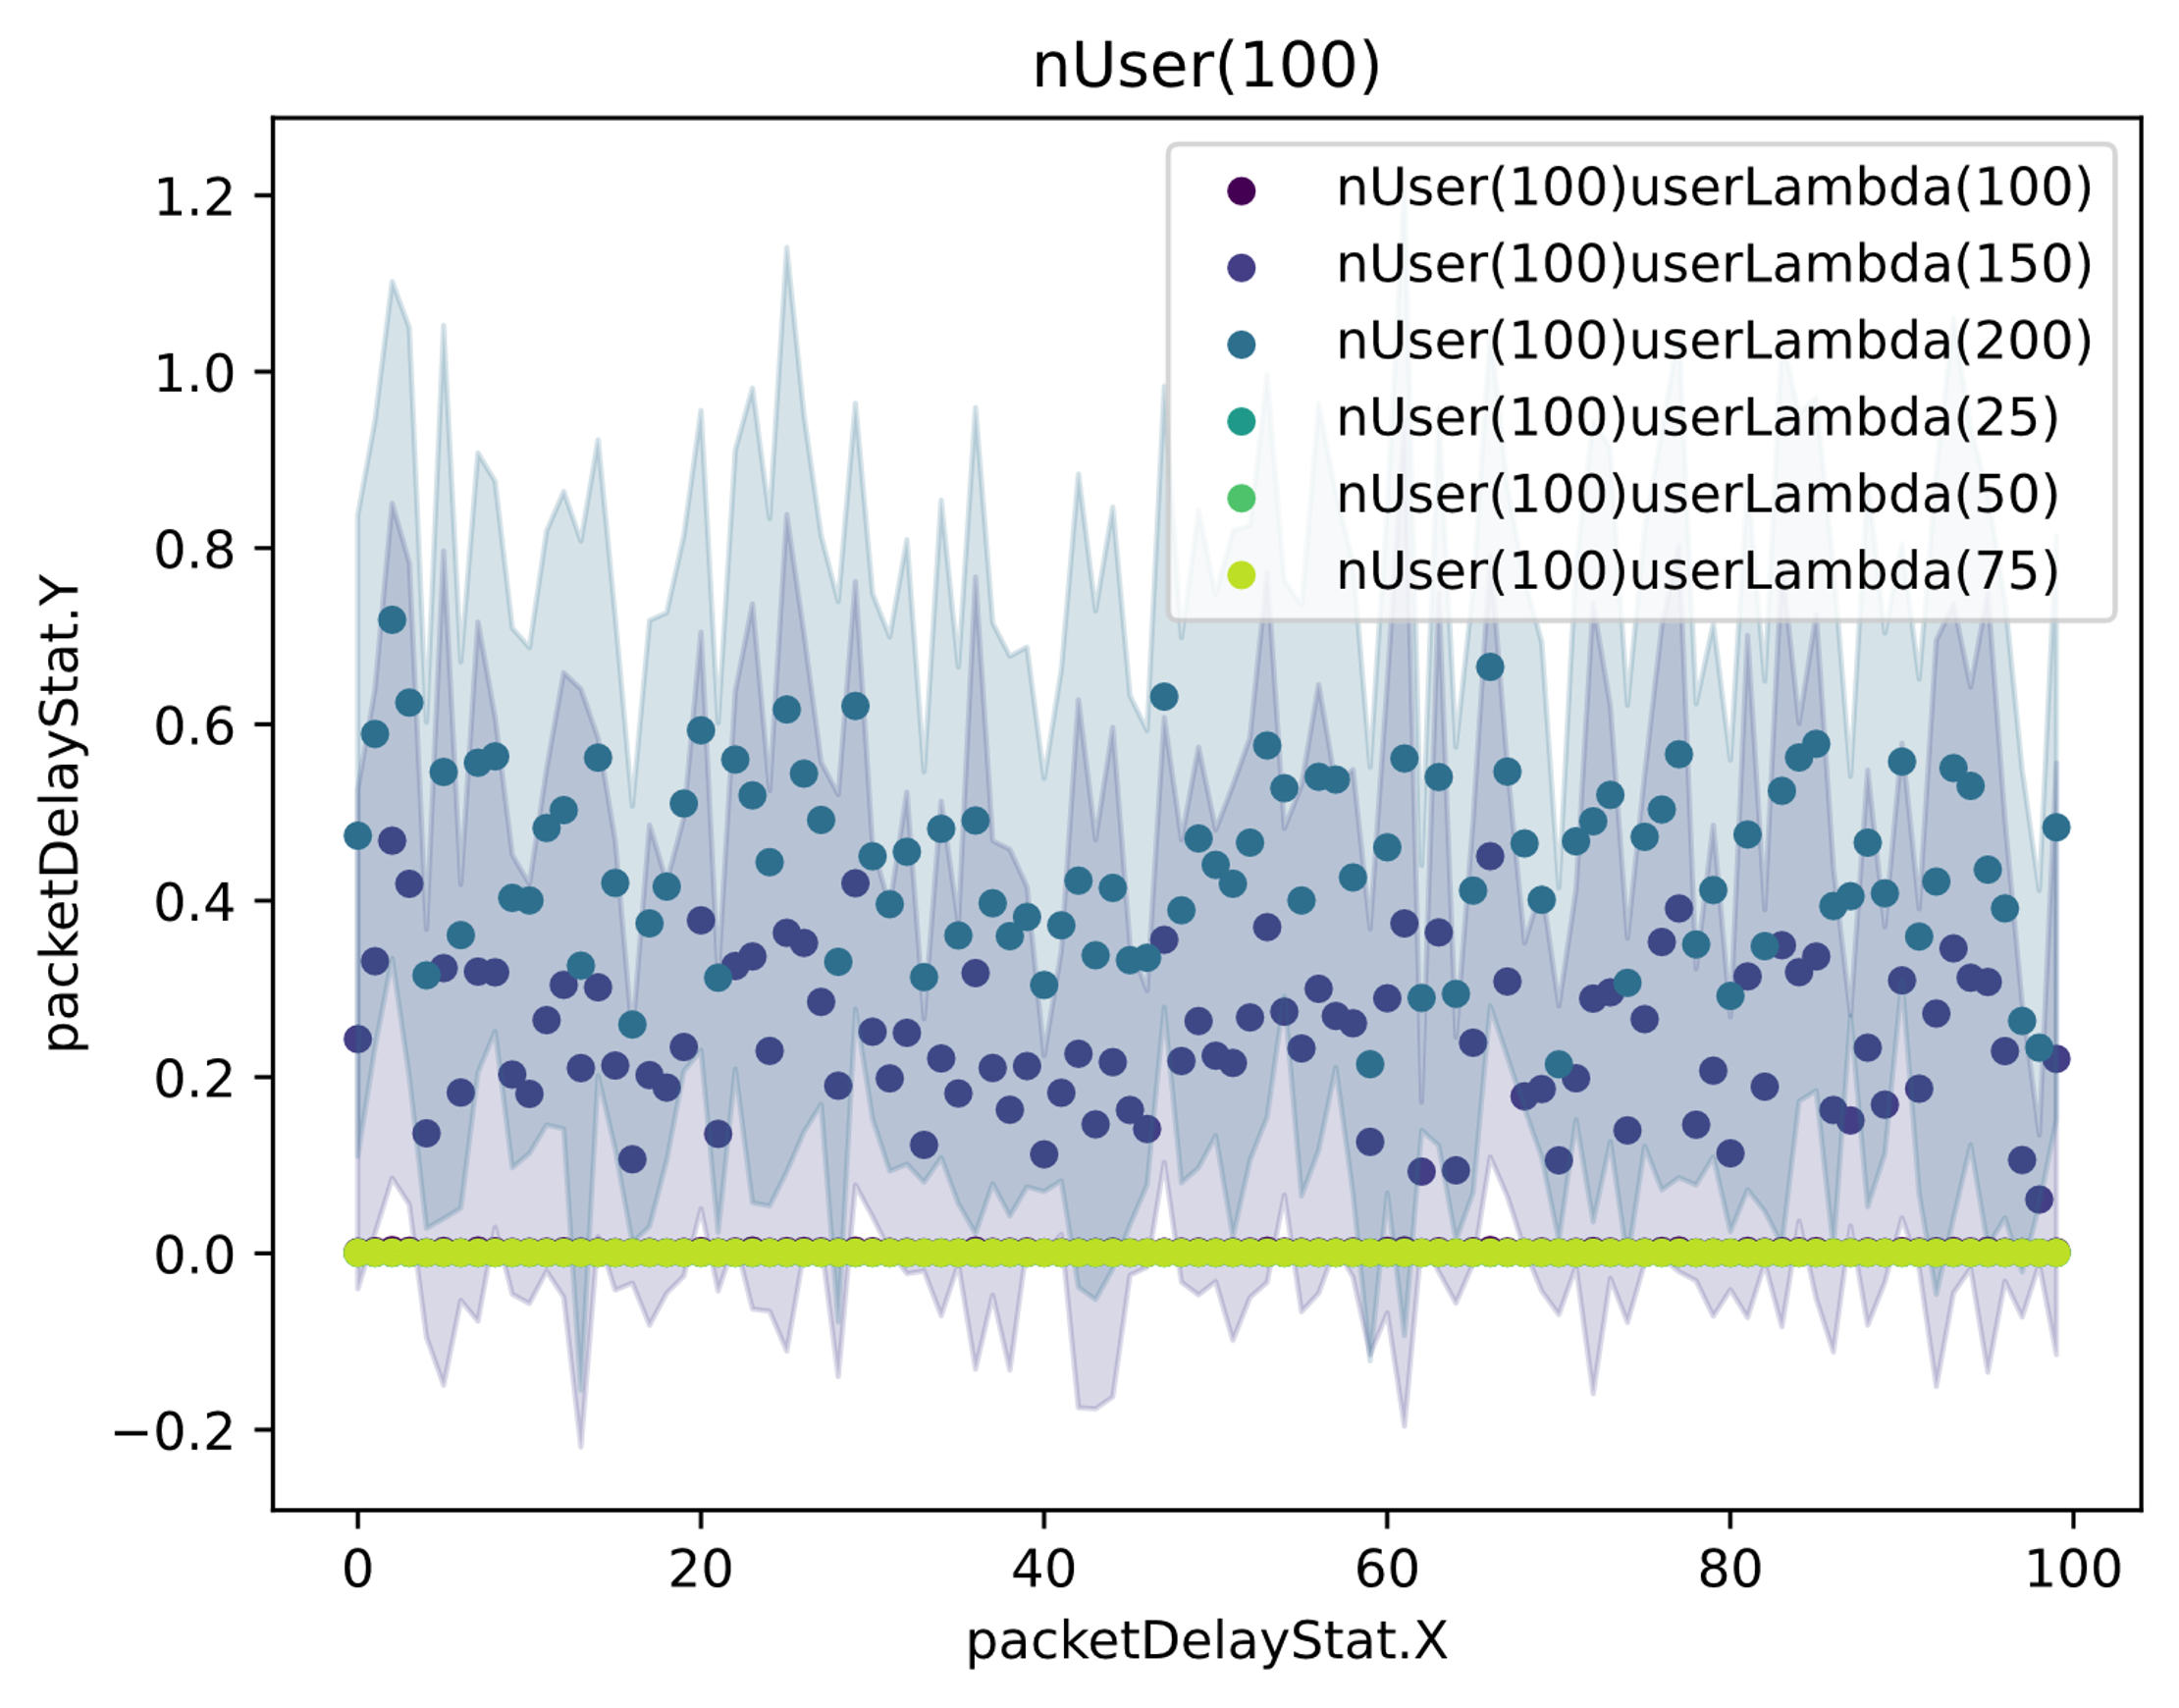 nUser(100)
nUser(100)userLambda(100)
nUser(100)userLambda(150)
nUser(100)userLambda(200)
nUser(100)userLambda(25)
nUser(100)userLambda(50)
nUser(100)userLambda(75)
1.2
1.0
0.8
0.6
0.4
0.2
0.0
−0.2
packetDelayStat.Y
0 20 40 60 80 100
packetDelayStat.X